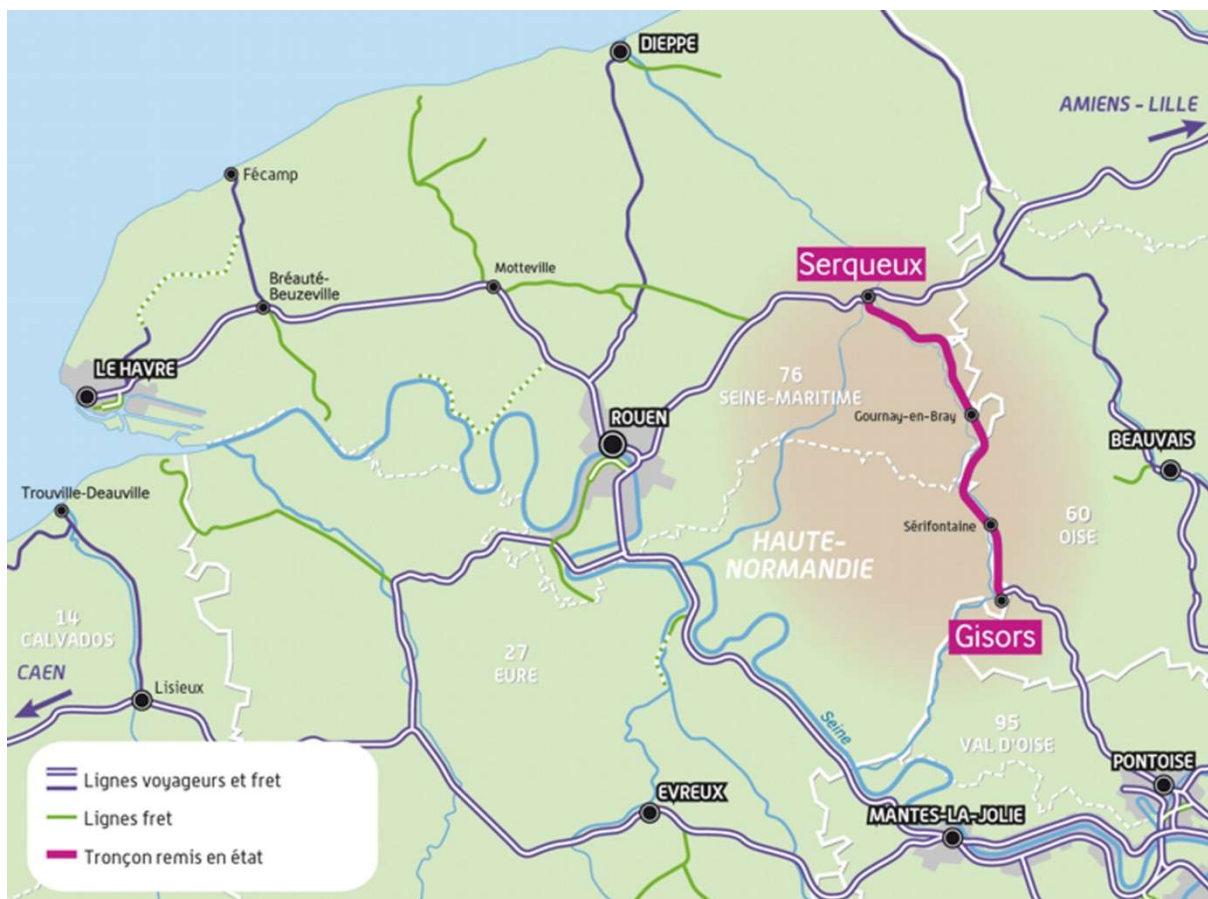 DIEPPE
AMIENS - LILLE
Fécamp
Serqueux
Motteville
Bréauté-
Beuzeville
LE HAVRE
76
SEINE-MARITIME
ROUEN
Gournay-en-Bray
BEAUVAIS
Trouville-Deauville
Sérifontaine
60
OISE
HAUTE-
NORMANDIE
14
CALVADOS
27
EURE
Gisors
CAEN
Lisieux
Seine
95
VAL D'OISE
PONTOISE
EVREUX
MANTES-LA-JOLIE
Lignes voyageurs et fret
Lignes fret
Tronçon remis en état